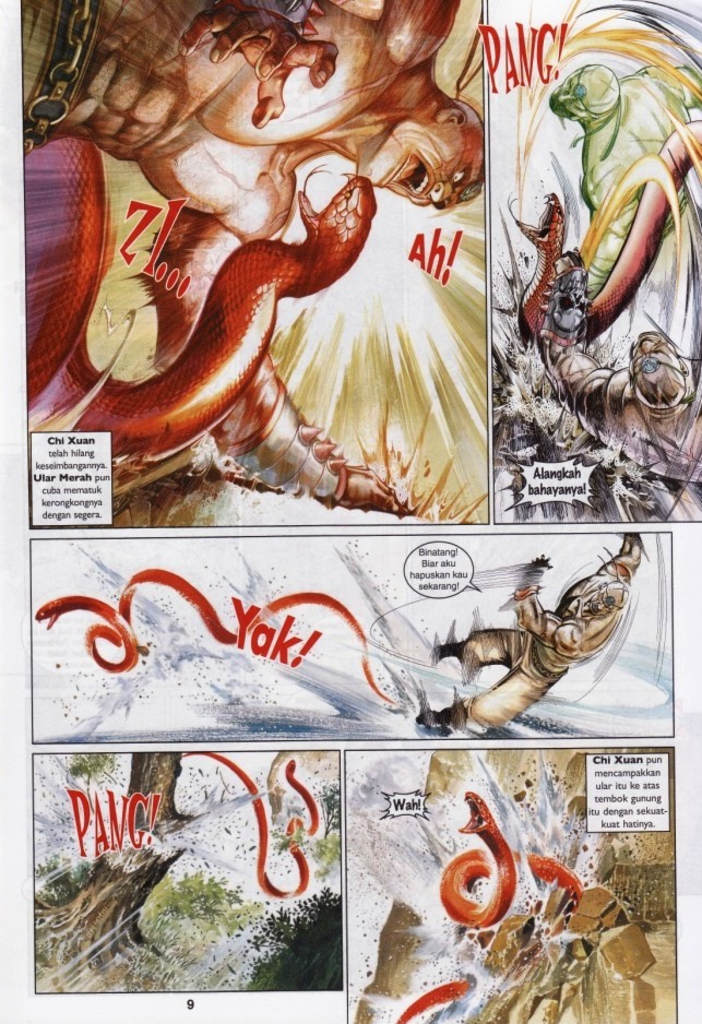 ZI...
Ah!
Chi Xuan
telah hilang
keseimbangannya.
Ular Merah pun
cuba mematuk
kerongkongnya
dengan segera.
PANG!
Alangkah
bahayanya!
Yak!
Binatang!
Biar aku
hapuskan kau
sekarang!
PANG!
Wah!
Chi Xuan pun
mencampakkan
ular itu ke atas
tembok gunung
itu dengan sekuat-
kuat hatinya.
9